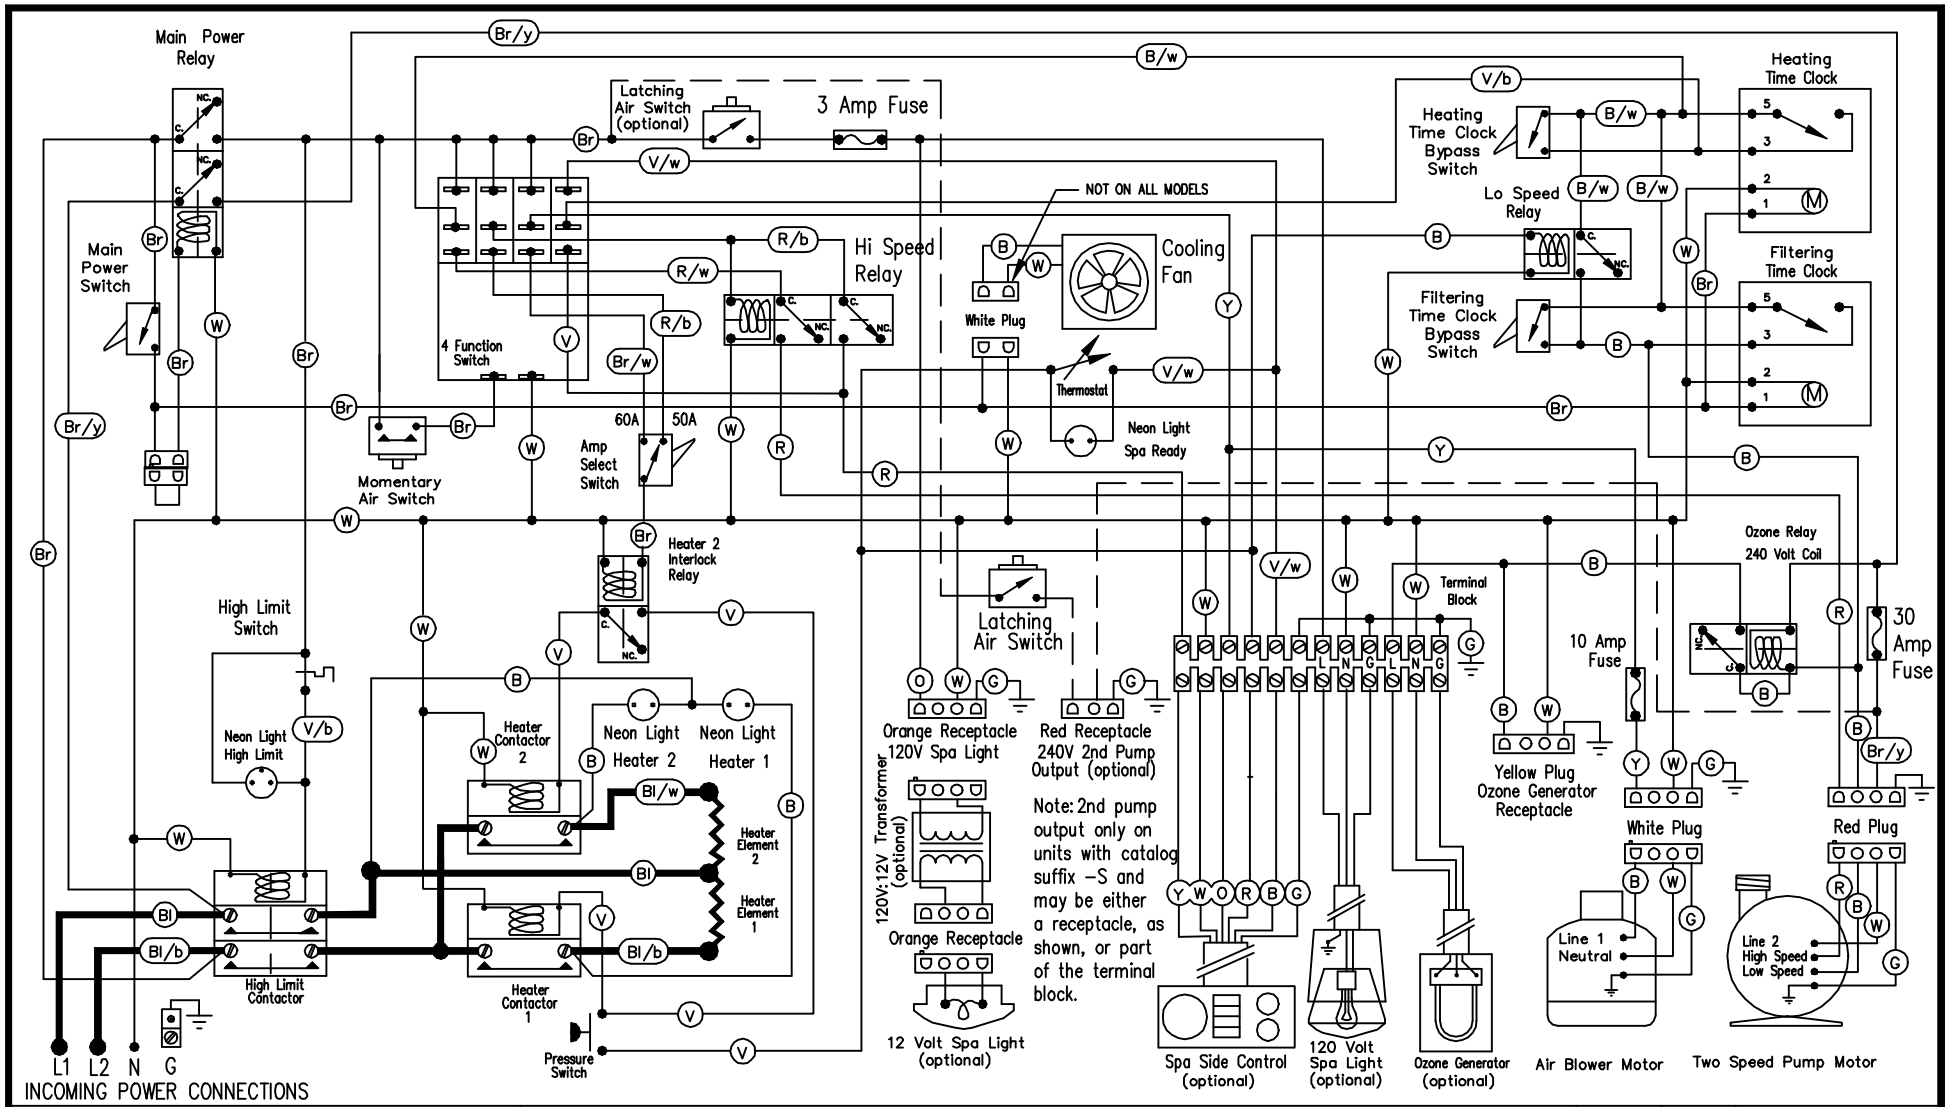 Main Power
Relay
Br/y
B/w
V/b
Heating
Time Clock
NC.
C.
NC.
C.
Latching
Air Switch
(optional)
3 Amp Fuse
Br
V/w
Heating
Time Clock
Bypass
Switch
B/w
5
3
2
1
M
NOT ON ALL MODELS
Lo Speed
Relay
B/w
B/w
Br
Main
Power
Switch
W
Br
Br
4 Function
Switch
R/b
R/w
R/b
Hi Speed
Relay
C.
NC.
C.
NC.
V
Br/w
B
W
White Plug
Cooling
Fan
Y
B
C.
NC.
W
Br
Filtering
Time Clock
5
3
2
1
M
Filtering
Time Clock
Bypass
Switch
B
W
Thermostat
V/w
Br/y
Br
Br
Momentary
Air Switch
W
60A
50A
Amp
Select
Switch
W
R
R
W
Neon Light
Spa Ready
Br
Y
B
W
Br
Br
Heater 2
Interlock
Relay
C.
NC.
V
V
W
High Limit
Switch
V/b
Neon Light
High Limit
B
Neon Light
Heater 2
Neon Light
Heater 1
Heater
Contactor
2
W
B
Bl/w
B
Heater
Element
2
Heater
Element
1
Bl
W
Bl
Bl/b
High Limit
Contactor
V
Bl/b
Heater
Contactor
1
V
V
Pressure
Switch
L1
L2
N
G
INCOMING POWER CONNECTIONS
Latching
Air Switch
O
W
G
Orange Receptacle
120V Spa Light
120V:12V Transformer
(optional)
Orange Receptacle
12 Volt Spa Light
(optional)
G
Red Receptacle
240V 2nd Pump
Output (optional)
Note: 2nd pump
output only on
units with catalog
suffix -S and
may be either
a receptacle, as
shown, or part
of the terminal
block.
W
V/w
W
W
Terminal
Block
L
N
G
L
N
G
G
Y
W
O
R
B
G
Spa Side Control
(optional)
120 Volt
Spa Light
(optional)
Ozone Generator
(optional)
B
Ozone Relay
240 Volt Coil
NC.
C.
B
R
30
Amp
Fuse
10 Amp
Fuse
B
W
Yellow Plug
Ozone Generator
Receptacle
Y
W
G
White Plug
B
W
G
Line 1
Neutral
Air Blower Motor
B
Br/y
Red Plug
R
B
W
G
Line 2
High Speed
Low Speed
Two Speed Pump Motor